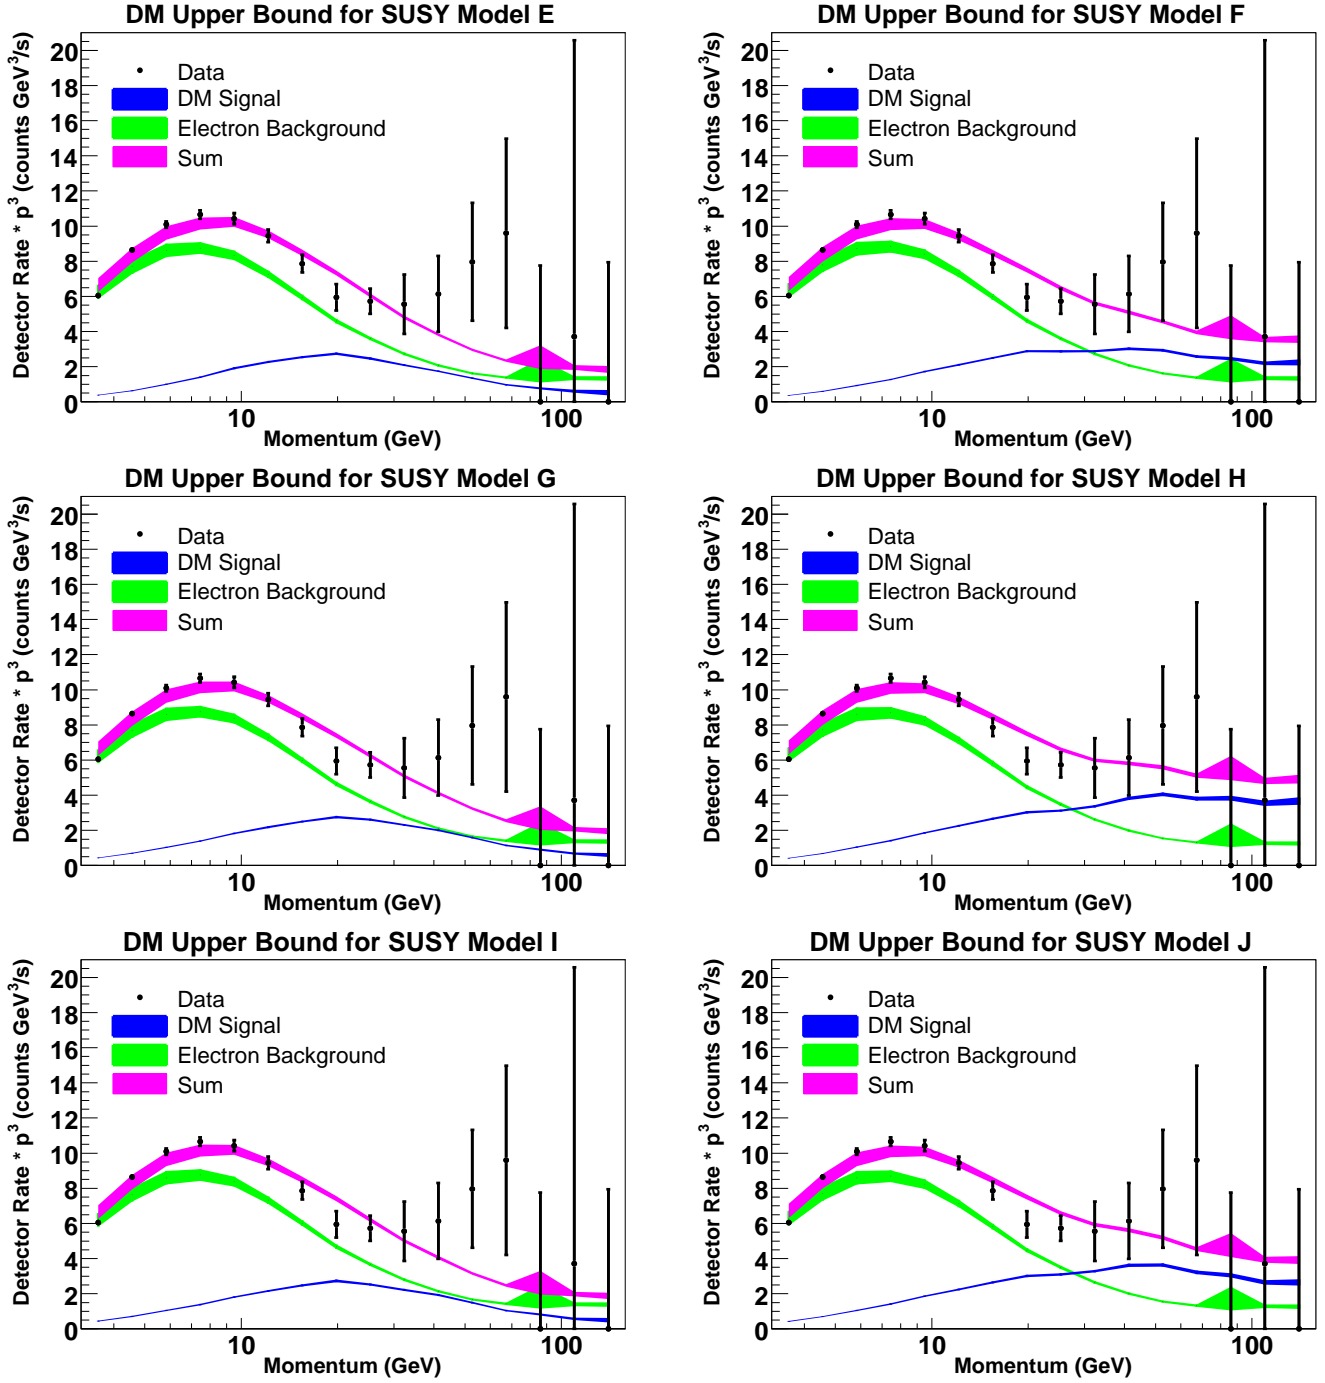 DM Upper Bound for SUSY Model E
Detector Rate * p³ (counts GeV³/s)
20
18
16
14
12
10
8
6
4
2
0
Data
DM Signal
Electron Background
Sum
10
100
Momentum (GeV)
DM Upper Bound for SUSY Model F
Detector Rate * p³ (counts GeV³/s)
20
18
16
14
12
10
8
6
4
2
0
Data
DM Signal
Electron Background
Sum
10
100
Momentum (GeV)
DM Upper Bound for SUSY Model G
Detector Rate * p³ (counts GeV³/s)
20
18
16
14
12
10
8
6
4
2
0
Data
DM Signal
Electron Background
Sum
10
100
Momentum (GeV)
DM Upper Bound for SUSY Model H
Detector Rate * p³ (counts GeV³/s)
20
18
16
14
12
10
8
6
4
2
0
Data
DM Signal
Electron Background
Sum
10
100
Momentum (GeV)
DM Upper Bound for SUSY Model I
Detector Rate * p³ (counts GeV³/s)
20
18
16
14
12
10
8
6
4
2
0
Data
DM Signal
Electron Background
Sum
10
100
Momentum (GeV)
DM Upper Bound for SUSY Model J
Detector Rate * p³ (counts GeV³/s)
20
18
16
14
12
10
8
6
4
2
0
Data
DM Signal
Electron Background
Sum
10
100
Momentum (GeV)